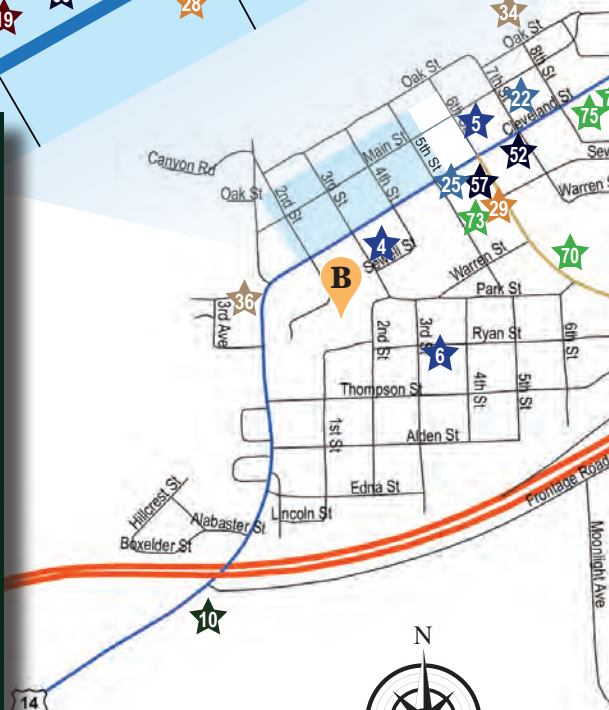 19
28
34
Oak St
8th St
Oak St
7th St
22
6th St
75
Cleveland St
5
Main St
5th St
52
Canyon Rd
Sew
25
57
Warren S
4th St
3rd St
Oak St
2nd St
29
73
4
Sewell St
70
Warren St
B
Park St
36
3rd Ave
2nd St
3rd St
Ryan St
6th St
6
Thompson St
4th St
5th St
1st St
Alden St
Frontage Road
Edna St
Hillcrest St
Lincoln St
Alabaster St
Boxelder St
Moonlight Ave
10
N
14